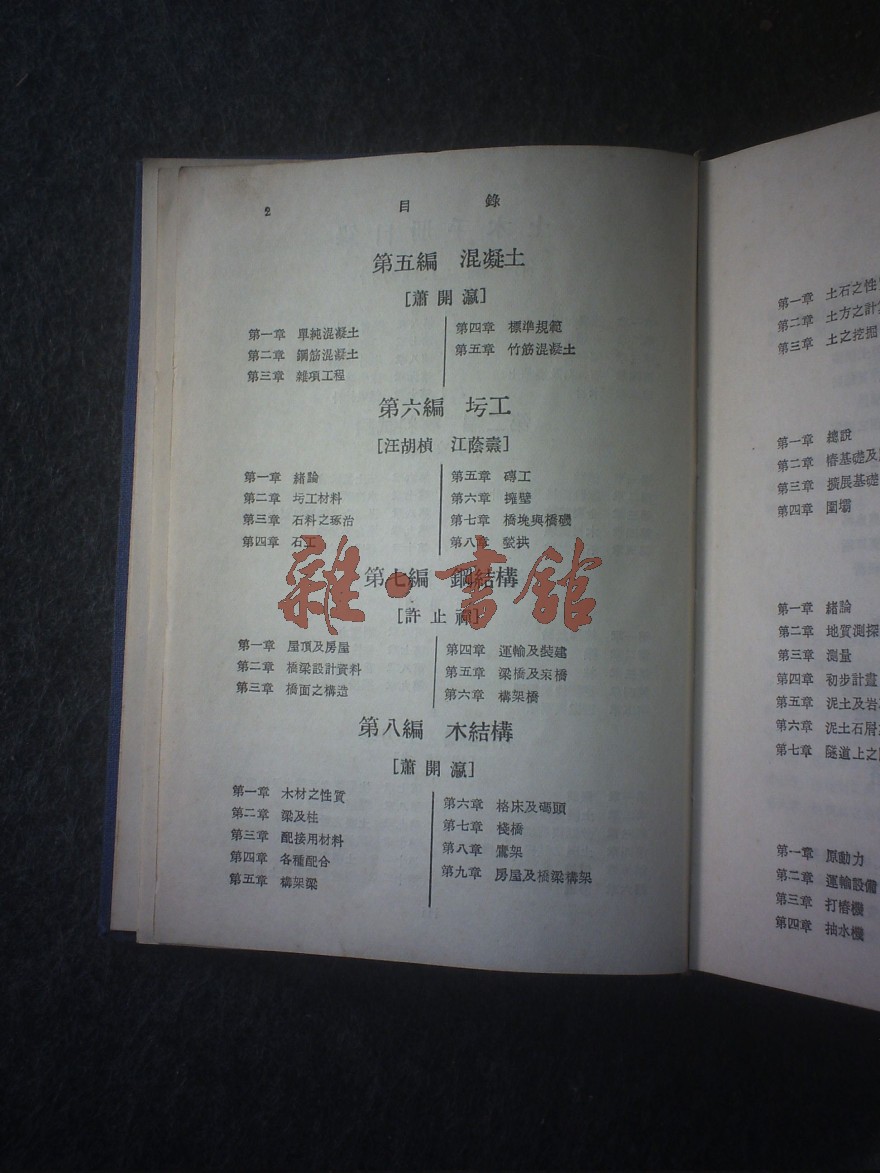 2 目 錄
第五編 混凝土
[蕭開瀛]
第一章 單純混凝土
第二章 鋼筋混凝土
第三章 雜項工程
第四章 標準規範
第五章 竹筋混凝土
第六編 圬工
[汪胡楨 江蔭]
第一章 緒論
第二章 圬工材料
第三章 石料之琢治
第四章 石工
第五章 磚工
第六章 擁壁
第七章 橋堍與橋磯
第八章 甃拱
第七編 鋼結構
[許止禪]
雜·書館
第一章 屋頂及房屋
第二章 橋梁設計資料
第三章 橋面之構造
第四章 運輸及裝建
第五章 梁橋及桁橋
第六章 構架橋
第八編 木結構
[蕭開瀛]
第一章 木材之性質
第二章 梁及柱
第三章 配接用材料
第四章 各種配合
第五章 構架梁
第六章 格床及碼頭
第七章 棧橋
第八章 鷹架
第九章 房屋及橋梁構架
第一章 土石之性
第二章 土方之計
第三章 土之挖掘
第一章 總說
第二章 樁基礎及
第三章 擴展基礎
第四章 圍壩
第一章 緒論
第二章 地質測探
第三章 測量
第四章 初步計畫
第五章 泥土及岩
第六章 泥土石屑
第七章 隧道上之
第一章 原動力
第二章 運輸設備
第三章 打樁機
第四章 抽水機